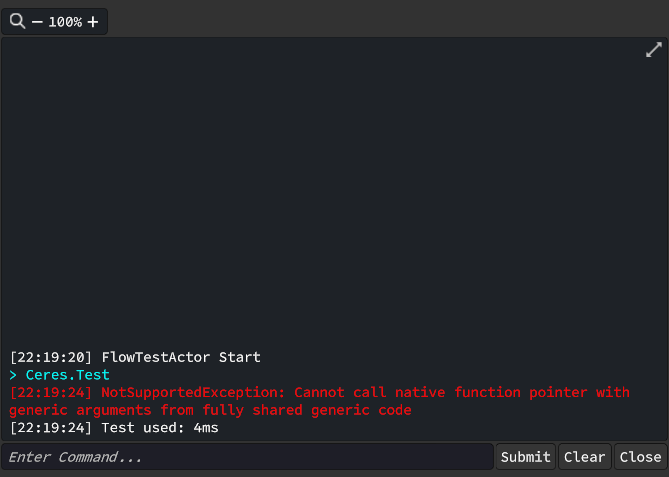 — 100% +
[22:19:20] FlowTestActor Start
> Ceres.Test
[22:19:24] NotSupportedException: Cannot call native function pointer with
generic arguments from fully shared generic code
[22:19:24] Test used: 4ms
Enter Command...
Submit Clear Close